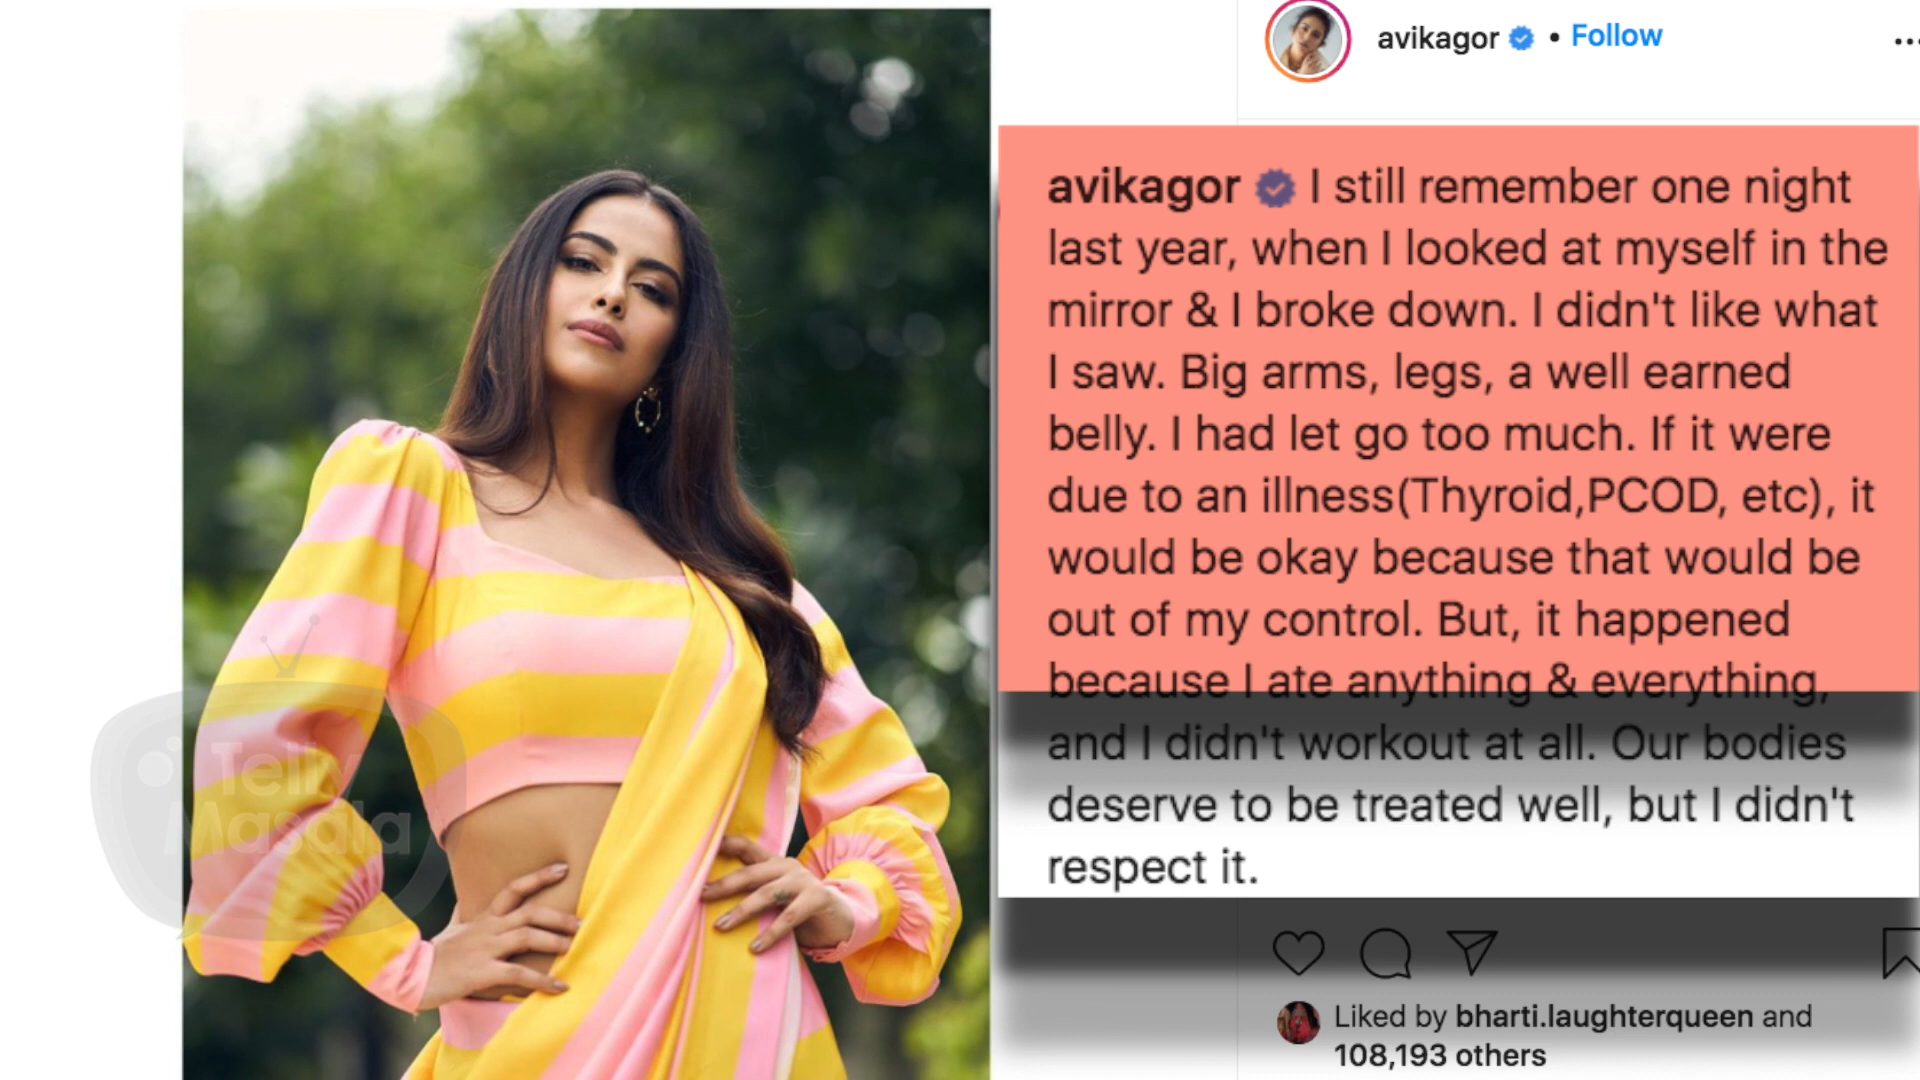 avikagor • Follow
avikagor I still remember one night
last year, when I looked at myself in the
mirror & I broke down. I didn't like what
I saw. Big arms, legs, a well earned
belly. I had let go too much. If it were
due to an illness(Thyroid,PCOD, etc), it
would be okay because that would be
out of my control. But, it happened
because I ate anything & everything,
and I didn't workout at all. Our bodies
deserve to be treated well, but I didn't
respect it.
Liked by bharti.laughterqueen and
108,193 others
Telly
Masala